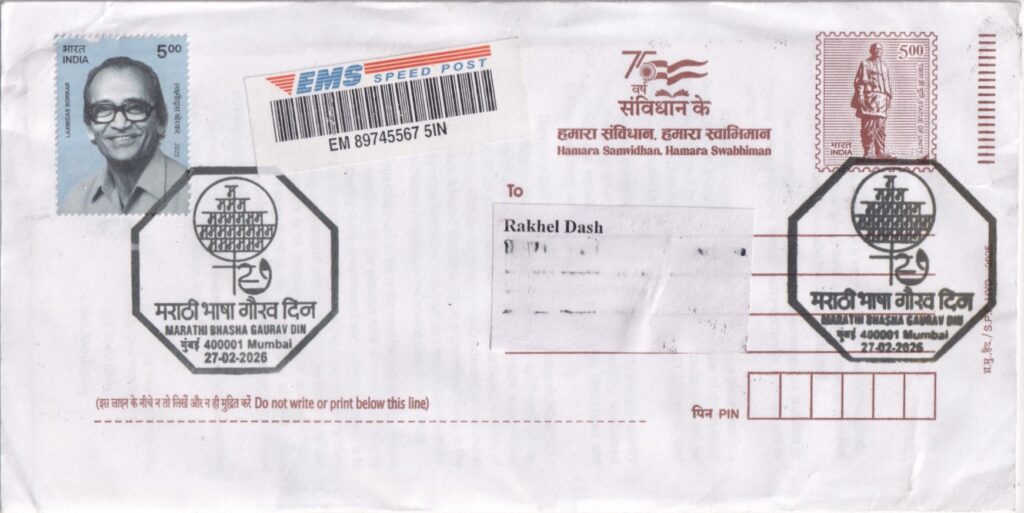 भारत
INDIA
5.00
LAXMIDAS BORKAR
2025
EMS SPEED POST
EM 89745567 5IN
75
वर्ष
संविधान के
हमारा संविधान, हमारा स्वाभिमान
Hamara Samvidhan, Hamara Swabhiman
5.00
भारत
INDIA
To
Rakhel Dash
म
ममेम
मराठी भाषा गौरव दिन
MARATHI BHASHA GAURAV DIN
मुंबई 400001 Mumbai
27-02-2026
मराठी भाषा गौरव दिन
MARATHI BHASHA GAURAV DIN
मुंबई 400001 Mumbai
27-02-2026
(इस लाइन के नीचे न तो लिखें और न ही मुद्रित करें Do not write or print below this line)
पिन PIN